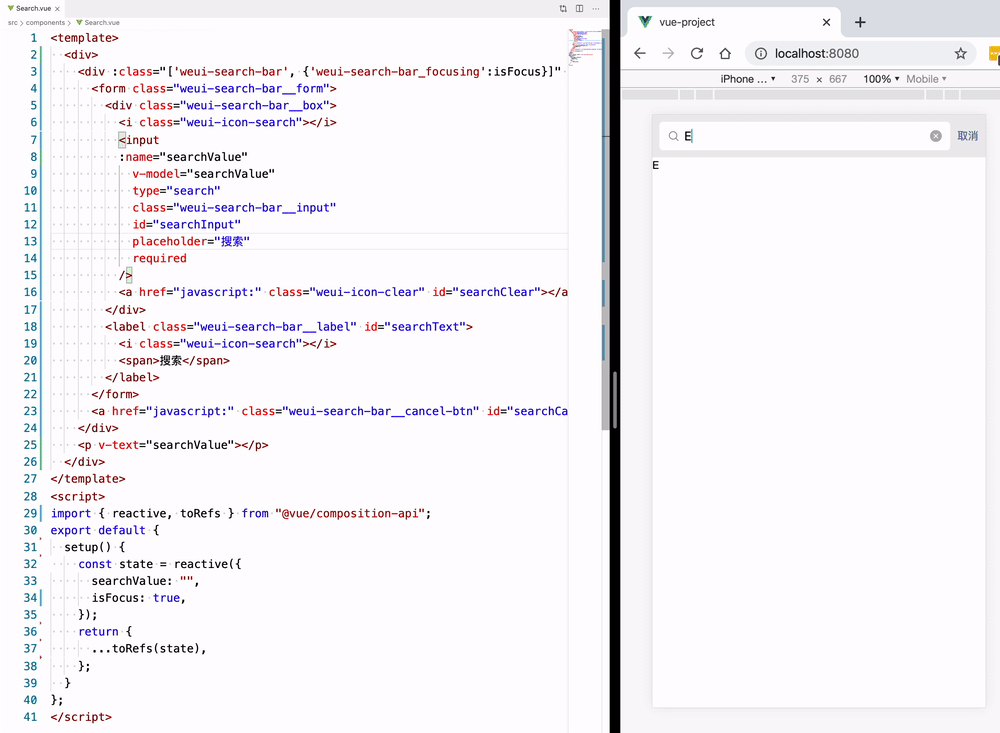 Search.vue ×
src > components > Search.vue
1 <template>
2 <div>
3 <div :class="['weui-search-bar', {'weui-search-bar_focusing':isFocus}]"
4 <form class="weui-search-bar__form">
5 <div class="weui-search-bar__box">
6 <i class="weui-icon-search"></i>
7 <input
8 :name="searchValue"
9 v-model="searchValue"
10 type="search"
11 class="weui-search-bar__input"
12 id="searchInput"
13 placeholder="搜索"
14 required
15 />
16 <a href="javascript:" class="weui-icon-clear" id="searchClear"></a
17 </div>
18 <label class="weui-search-bar__label" id="searchText">
19 <i class="weui-icon-search"></i>
20 <span>搜索</span>
21 </label>
22 </form>
23 <a href="javascript:" class="weui-search-bar__cancel-btn" id="searchCa
24 </div>
25 <p v-text="searchValue"></p>
26 </div>
27 </template>
28 <script>
29 import { reactive, toRefs } from "@vue/composition-api";
30 export default {
31 setup() {
32 const state = reactive({
33 searchValue: "",
34 isFocus: true,
35 });
36 return {
37 ...toRefs(state),
38 };
39 }
40 };
41 </script>
vue-project
localhost:8080
iPhone ... 375 × 667 100% Mobile
E 取消
E